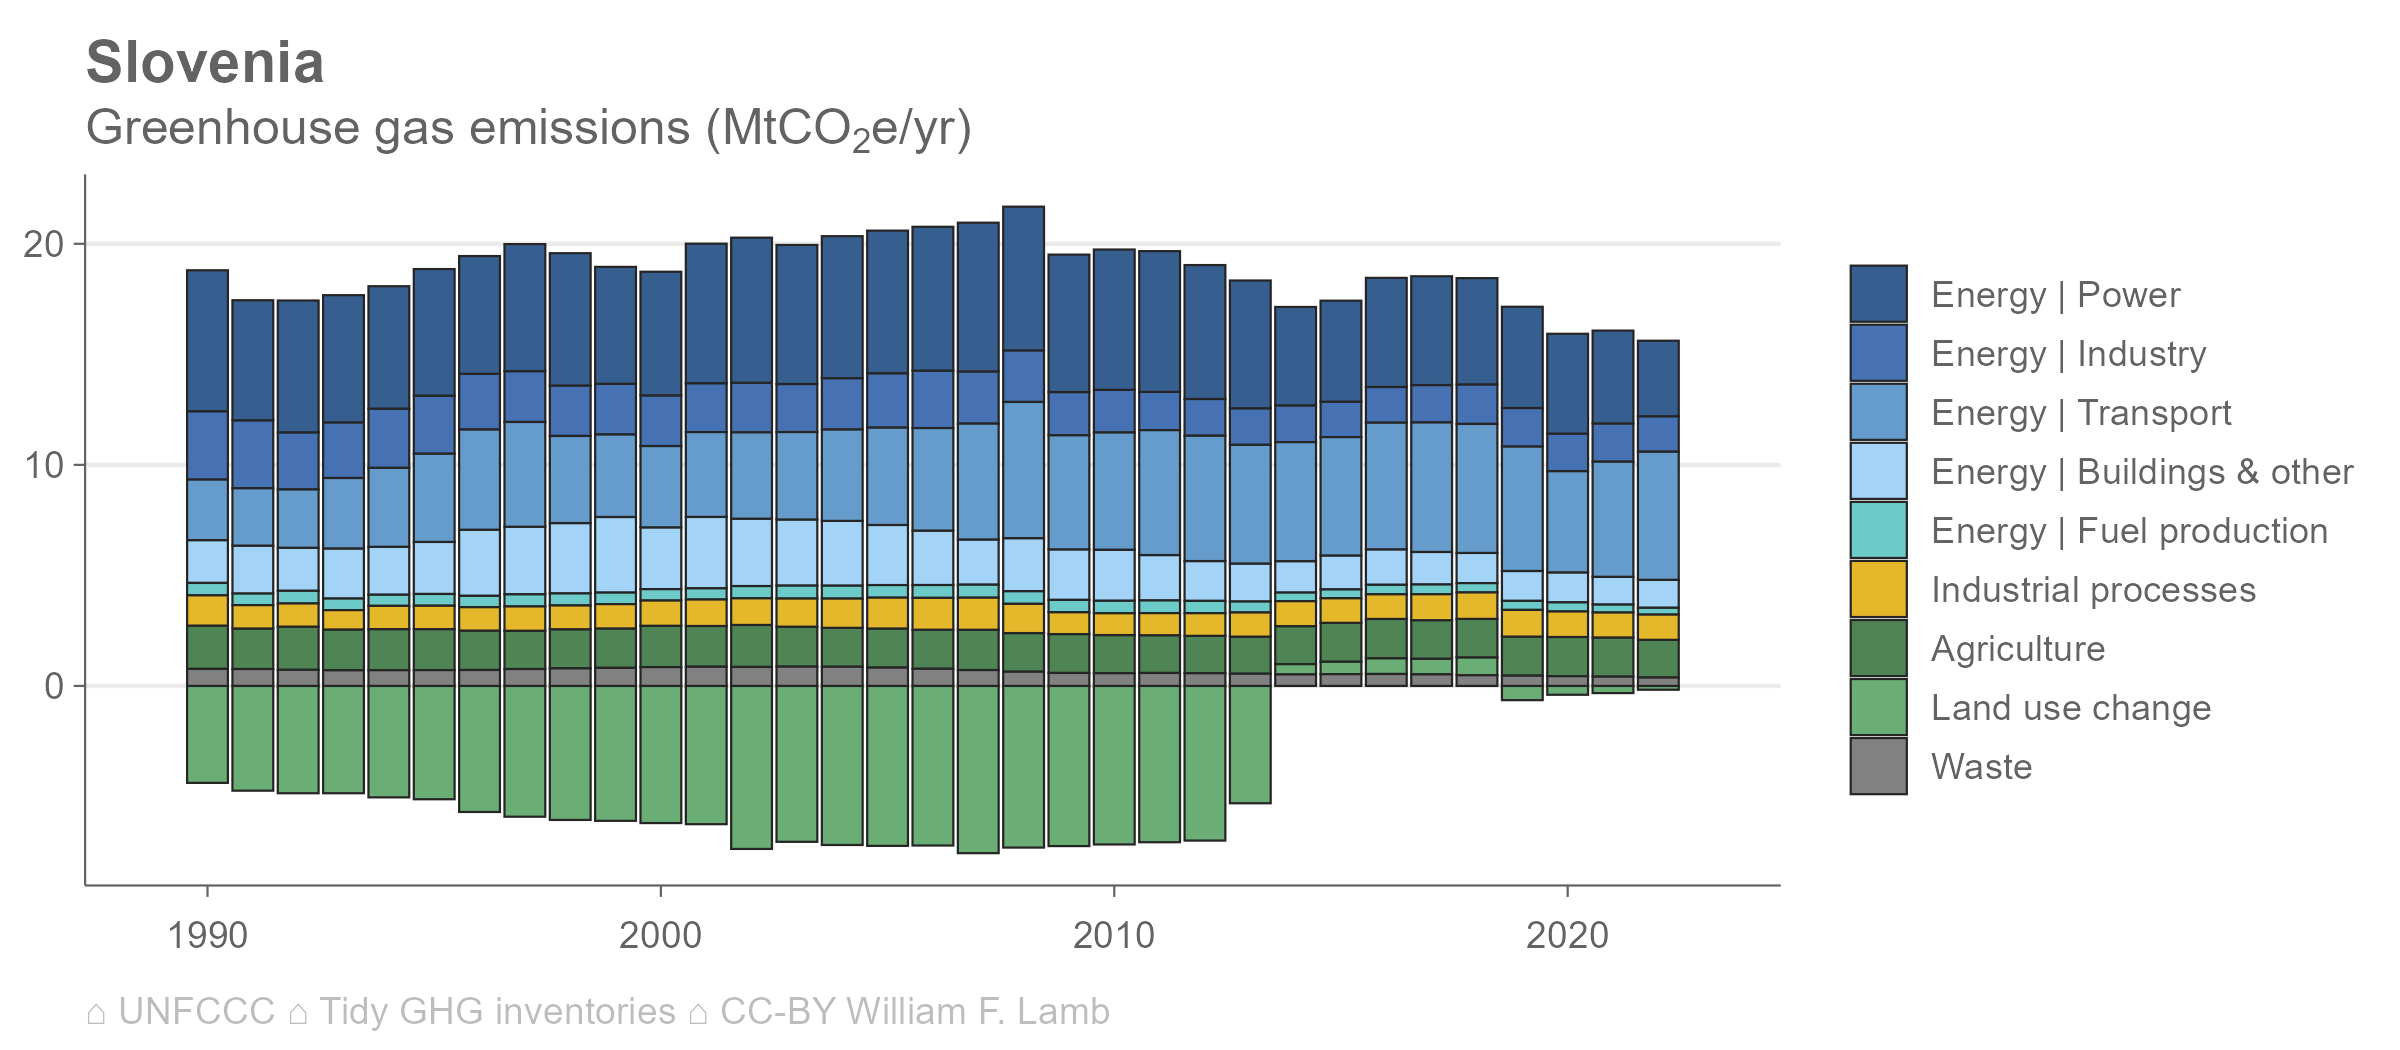 Slovenia
Greenhouse gas emissions (MtCO₂e/yr)
20
10
0
1990
2000
2010
2020
Energy | Power
Energy | Industry
Energy | Transport
Energy | Buildings & other
Energy | Fuel production
Industrial processes
Agriculture
Land use change
Waste
⌂ UNFCCC ⌂ Tidy GHG inventories ⌂ CC-BY William F. Lamb